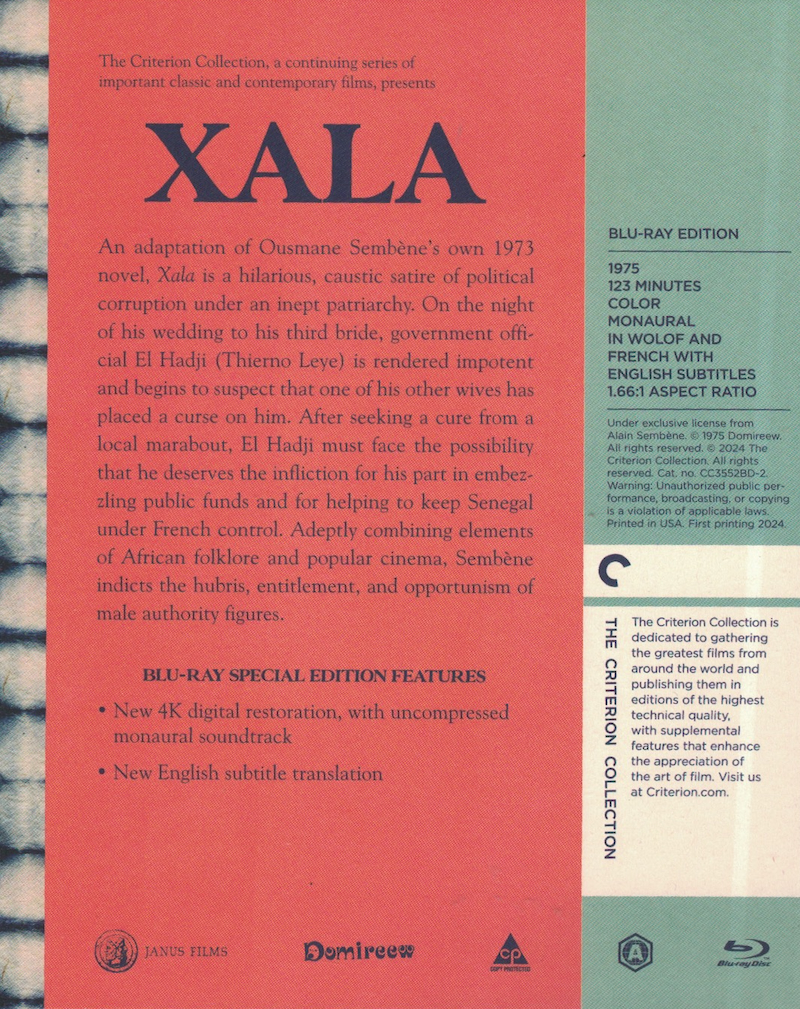 The Criterion Collection, a continuing series of
important classic and contemporary films, presents
XALA
An adaptation of Ousmane Sembène's own 1973
novel, Xala is a hilarious, caustic satire of political
corruption under an inept patriarchy. On the night
of his wedding to his third bride, government offi-
cial El Hadji (Thierno Leye) is rendered impotent
and begins to suspect that one of his other wives has
placed a curse on him. After seeking a cure from a
local marabout, El Hadji must face the possibility
that he deserves the infliction for his part in embez-
zling public funds and for helping to keep Senegal
under French control. Adeptly combining elements
of African folklore and popular cinema, Sembène
indicts the hubris, entitlement, and opportunism of
male authority figures.
BLU-RAY SPECIAL EDITION FEATURES
• New 4K digital restoration, with uncompressed
monaural soundtrack
• New English subtitle translation
JANUS FILMS
Domireew
CP
COPY PROTECTED
BLU-RAY EDITION
1975
123 MINUTES
COLOR
MONAURAL
IN WOLOF AND
FRENCH WITH
ENGLISH SUBTITLES
1.66:1 ASPECT RATIO
Under exclusive license from
Alain Sembène. © 1975 Domireew.
All rights reserved. © 2024 The
Criterion Collection. All rights
reserved. Cat. no. CC3552BD-2.
Warning: Unauthorized public per-
formance, broadcasting, or copying
is a violation of applicable laws.
Printed in USA. First printing 2024.
THE CRITERION COLLECTION
The Criterion Collection is
dedicated to gathering
the greatest films from
around the world and
publishing them in
editions of the highest
technical quality,
with supplemental
features that enhance
the appreciation of
the art of film. Visit us
at Criterion.com.
A
Blu-ray Disc